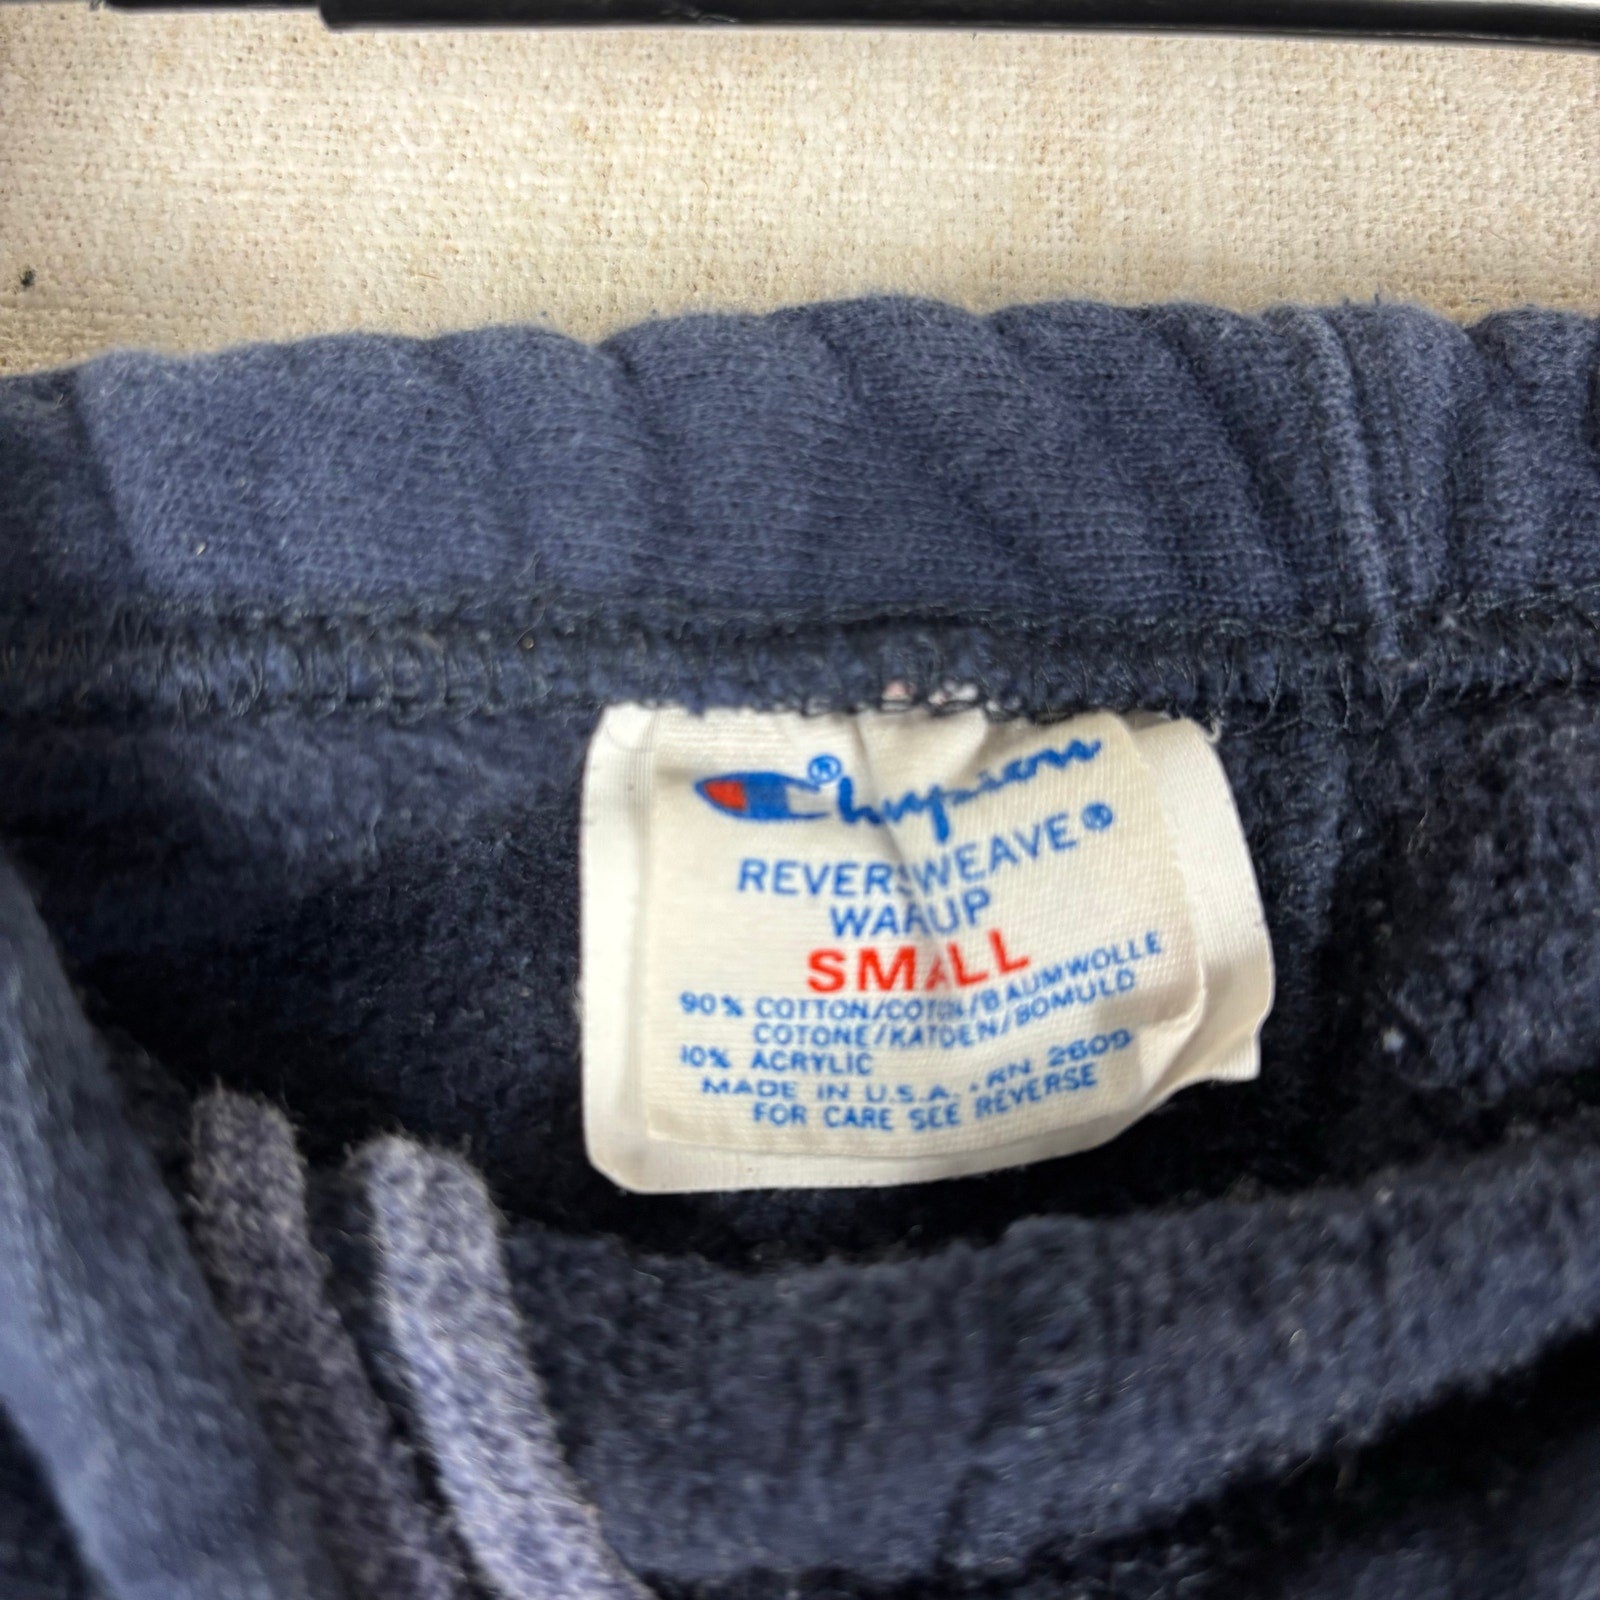 ® Champion
REVERSE WEAVE®
WARMUP
SMALL
90% COTTON/COTON/BAUMWOLLE
COTONE/KATOEN/BOMULD
10% ACRYLIC
MADE IN U.S.A. • RN 26094
FOR CARE SEE REVERSE